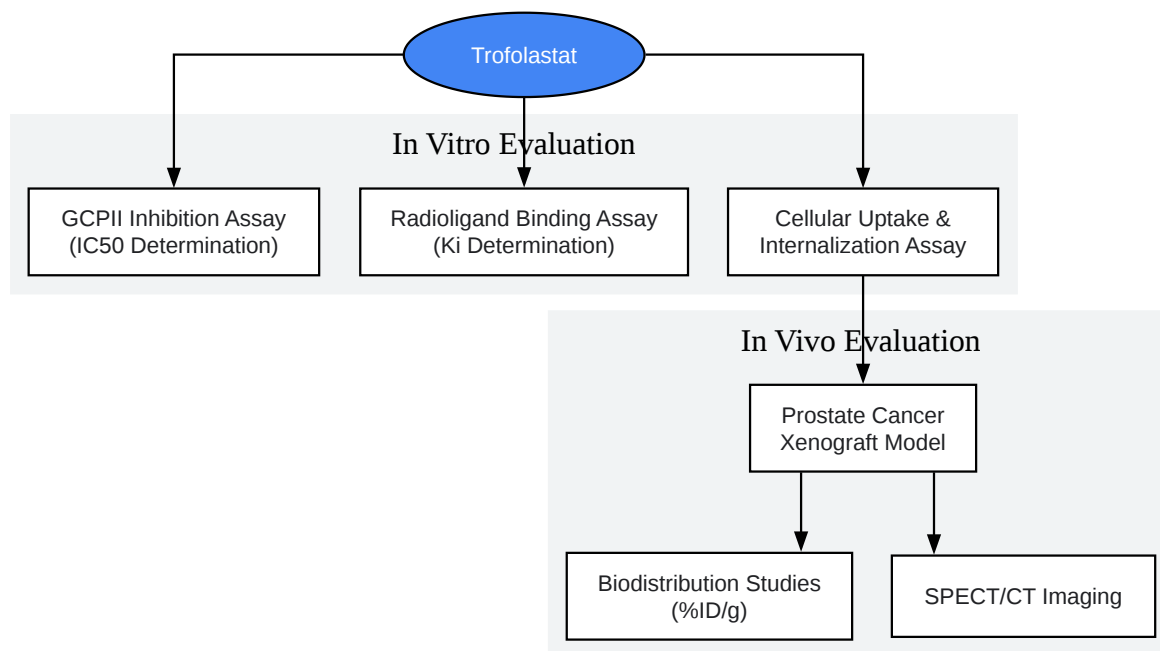 Trofolastat
In Vitro Evaluation
GCPII Inhibition Assay
(IC50 Determination)
Radioligand Binding Assay
(Ki Determination)
Cellular Uptake &
Internalization Assay
In Vivo Evaluation
Prostate Cancer
Xenograft Model
Biodistribution Studies
(%ID/g)
SPECT/CT Imaging